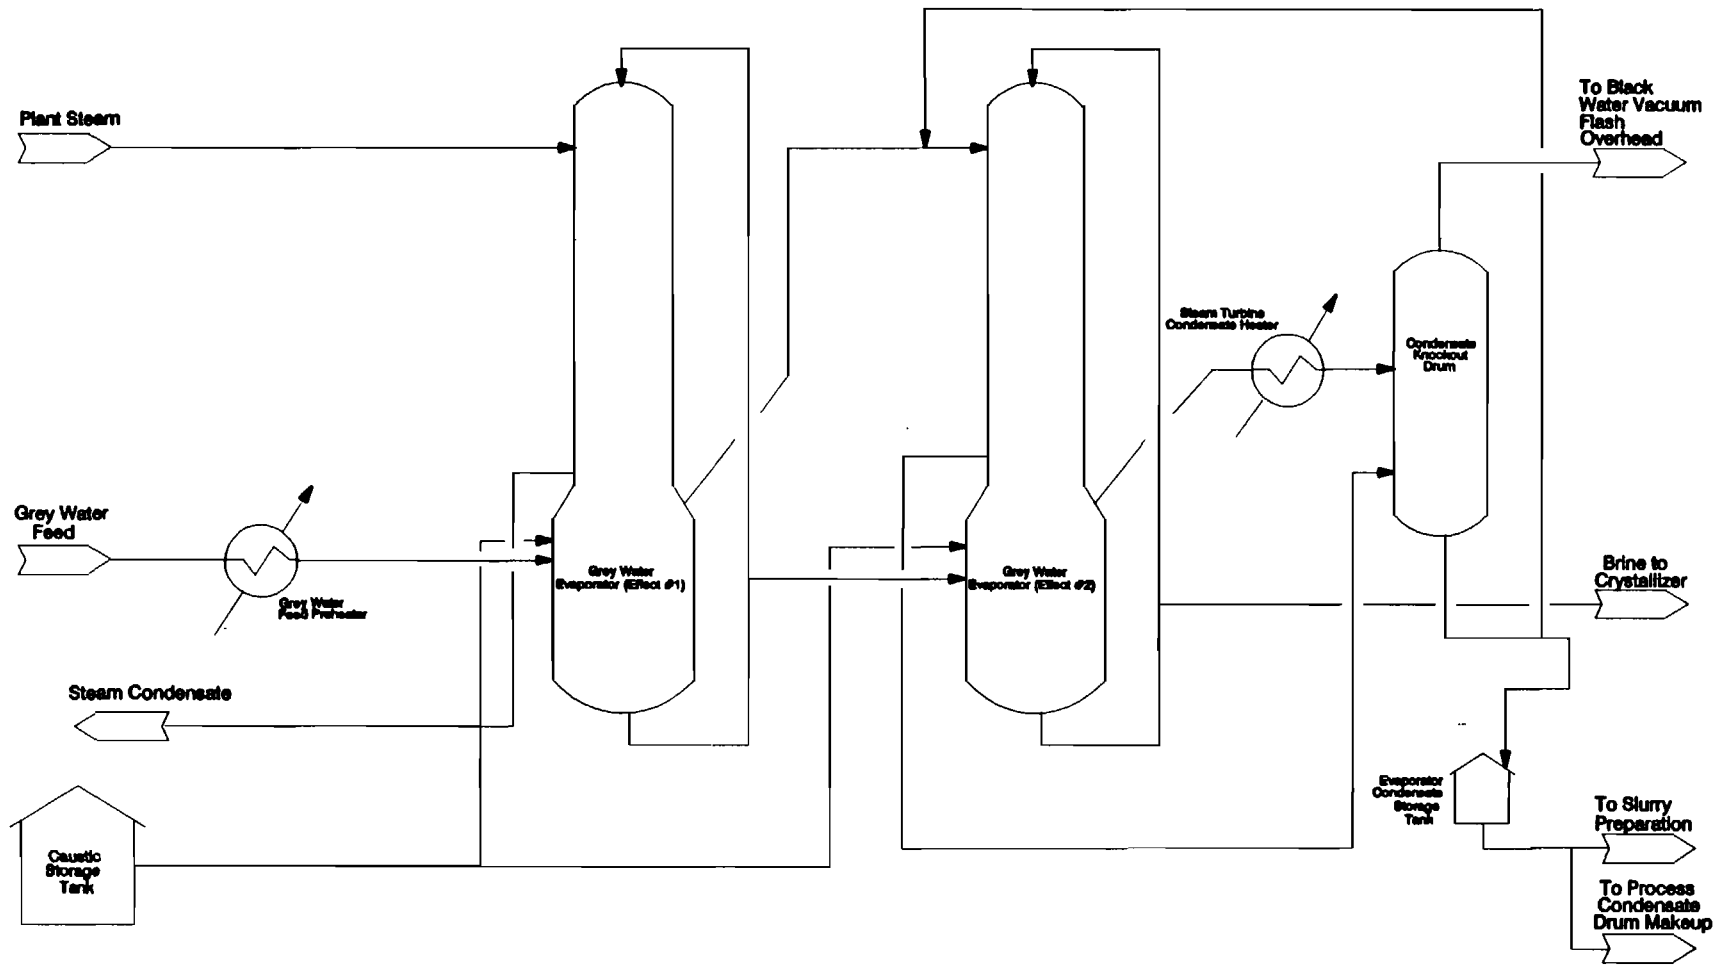 Plant Steam
To Black
Water Vacuum
Flash
Overhead
Steam Turbine
Condensate Heater
Condensate
Knockout
Drum
Grey Water
Feed
Grey Water
Feed Preheater
Grey Water
Evaporator (Effect #1)
Grey Water
Evaporator (Effect #2)
Brine to
Crystallizer
Steam Condensate
Caustic
Storage
Tank
Evaporator
Condensate
Storage
Tank
To Slurry
Preparation
To Process
Condensate
Drum Makeup